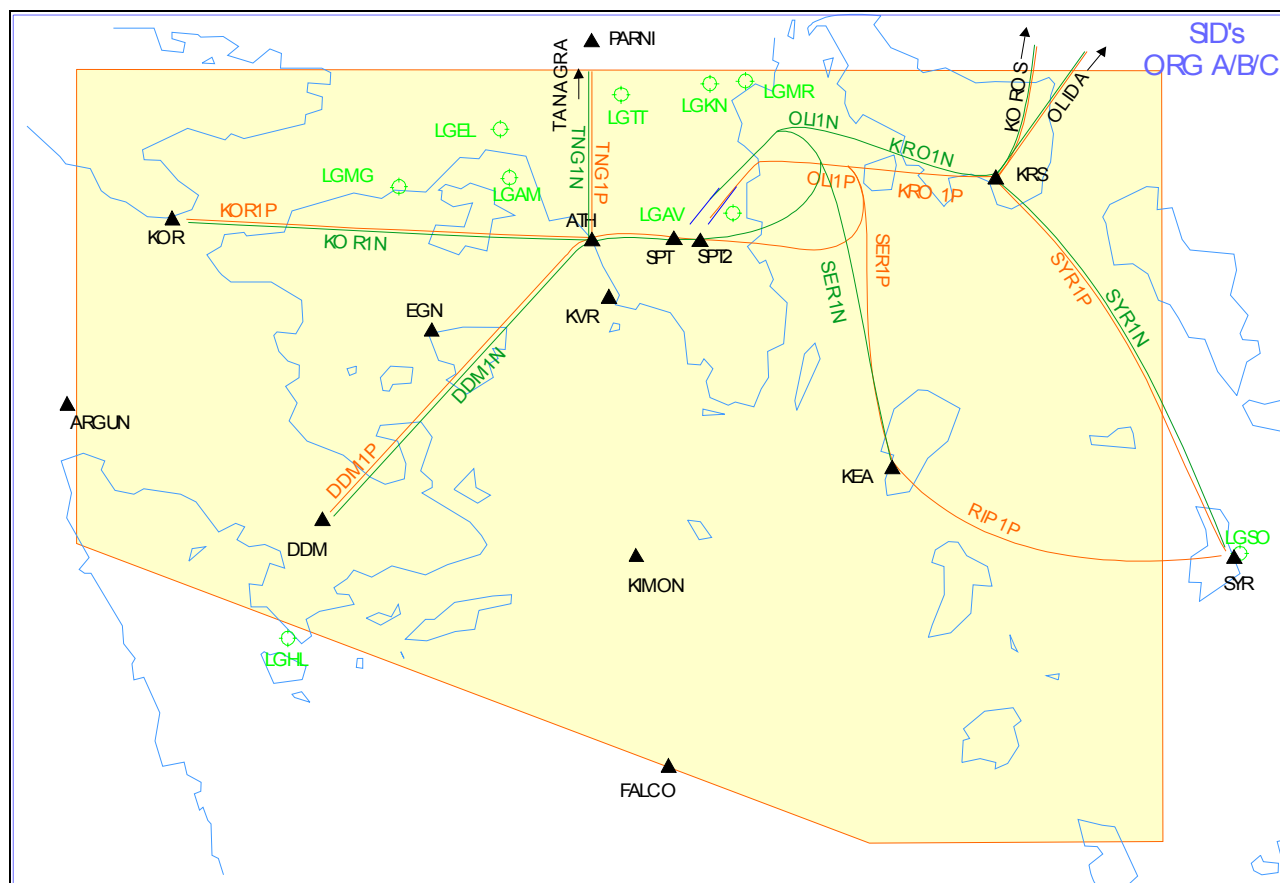 SID's
ORG A/B/C
PARNI
TANAGRA
TNG1N
TNG1P
LGTT
LGKN
LGMR
KOROS
OLIDA
LGEL
OLI1N
KRO1N
LGMG
LGAM
OLI1P
KRO1P
KRS
KOR
KOR1P
KOR1N
ATH
LGAV
SPT
SPT2
SER1N
SER1P
SYR1P
SYR1N
EGN
KVR
DDM1N
DDM1P
ARGUN
KEA
RIP1P
DDM
KIMON
LGSO
SYR
LGHL
FALCO